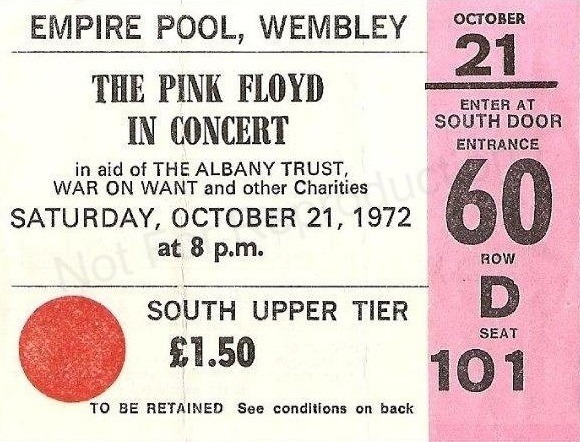 EMPIRE POOL, WEMBLEY
THE PINK FLOYD
IN CONCERT
in aid of THE ALBANY TRUST,
WAR ON WANT and other Charities
SATURDAY, OCTOBER 21, 1972
at 8 p.m.
SOUTH UPPER TIER
£1.50
TO BE RETAINED See conditions on back
OCTOBER
21
ENTER AT
SOUTH DOOR
ENTRANCE
60
ROW
D
SEAT
101